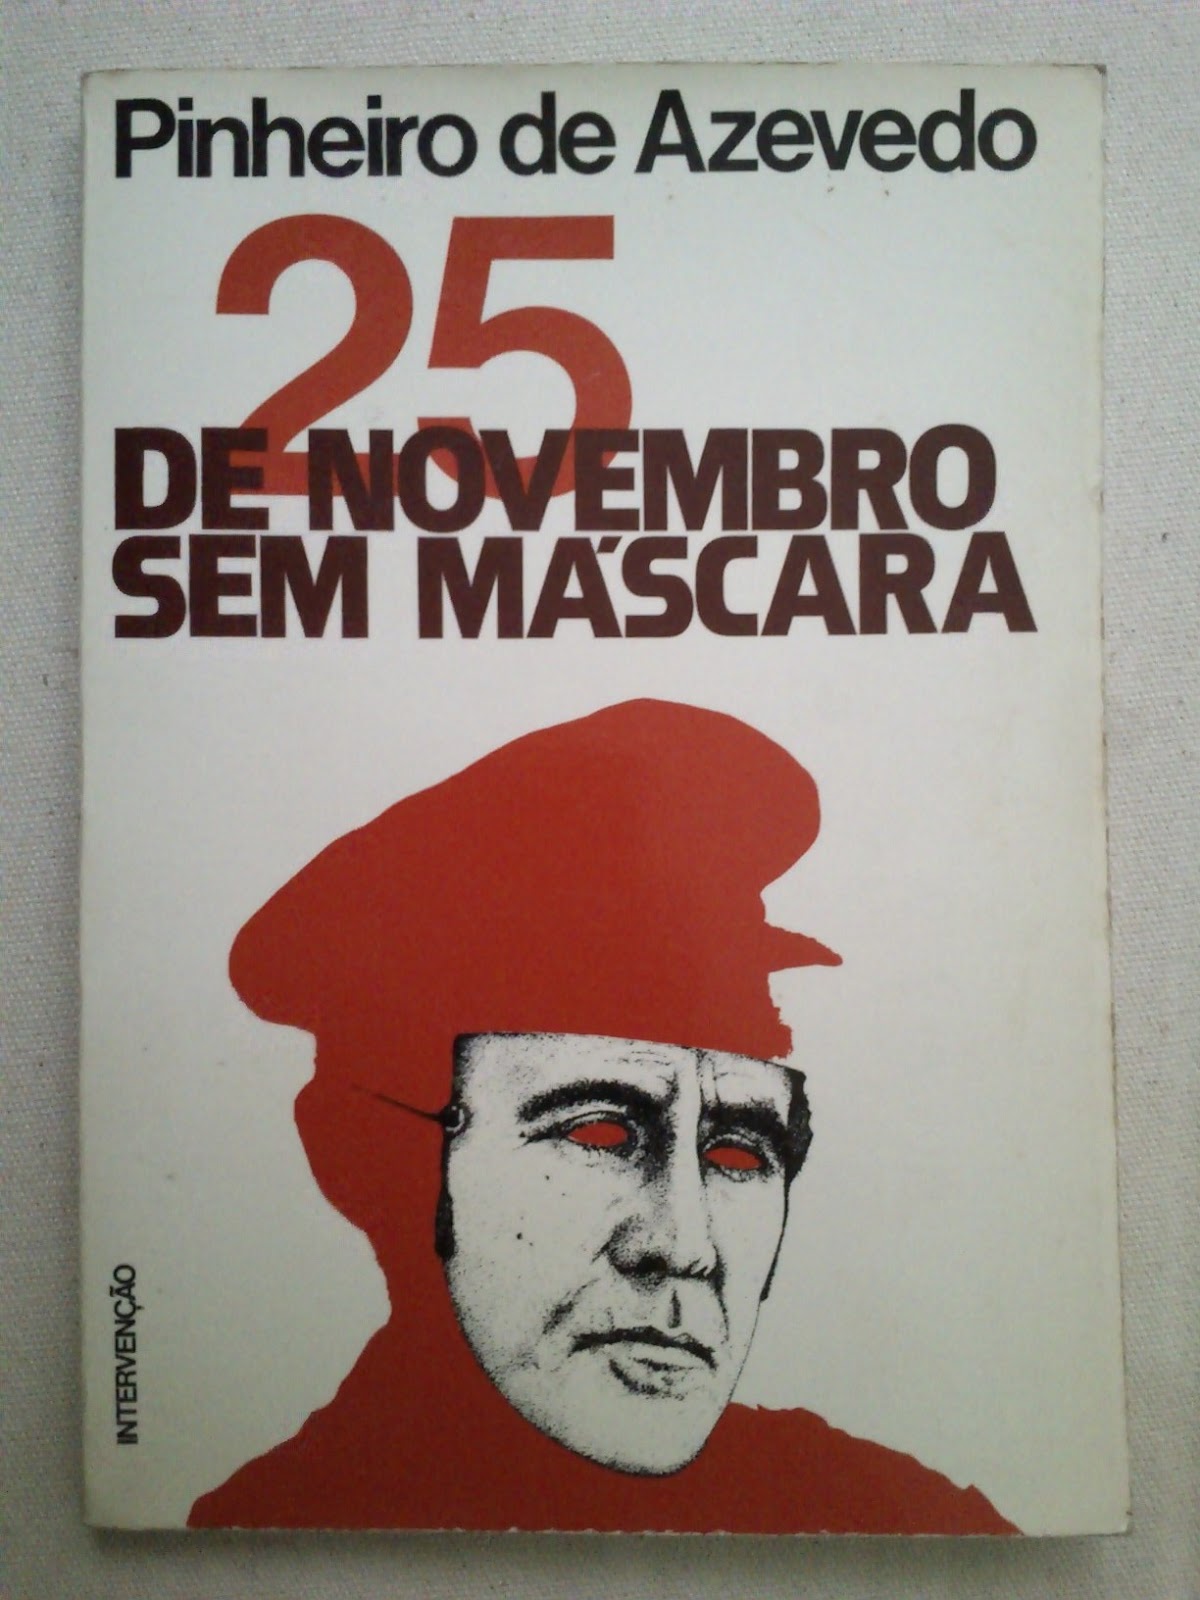 Pinheiro de Azevedo
25
DE NOVEMBRO
SEM MÁSCARA
INTERVENÇÃO